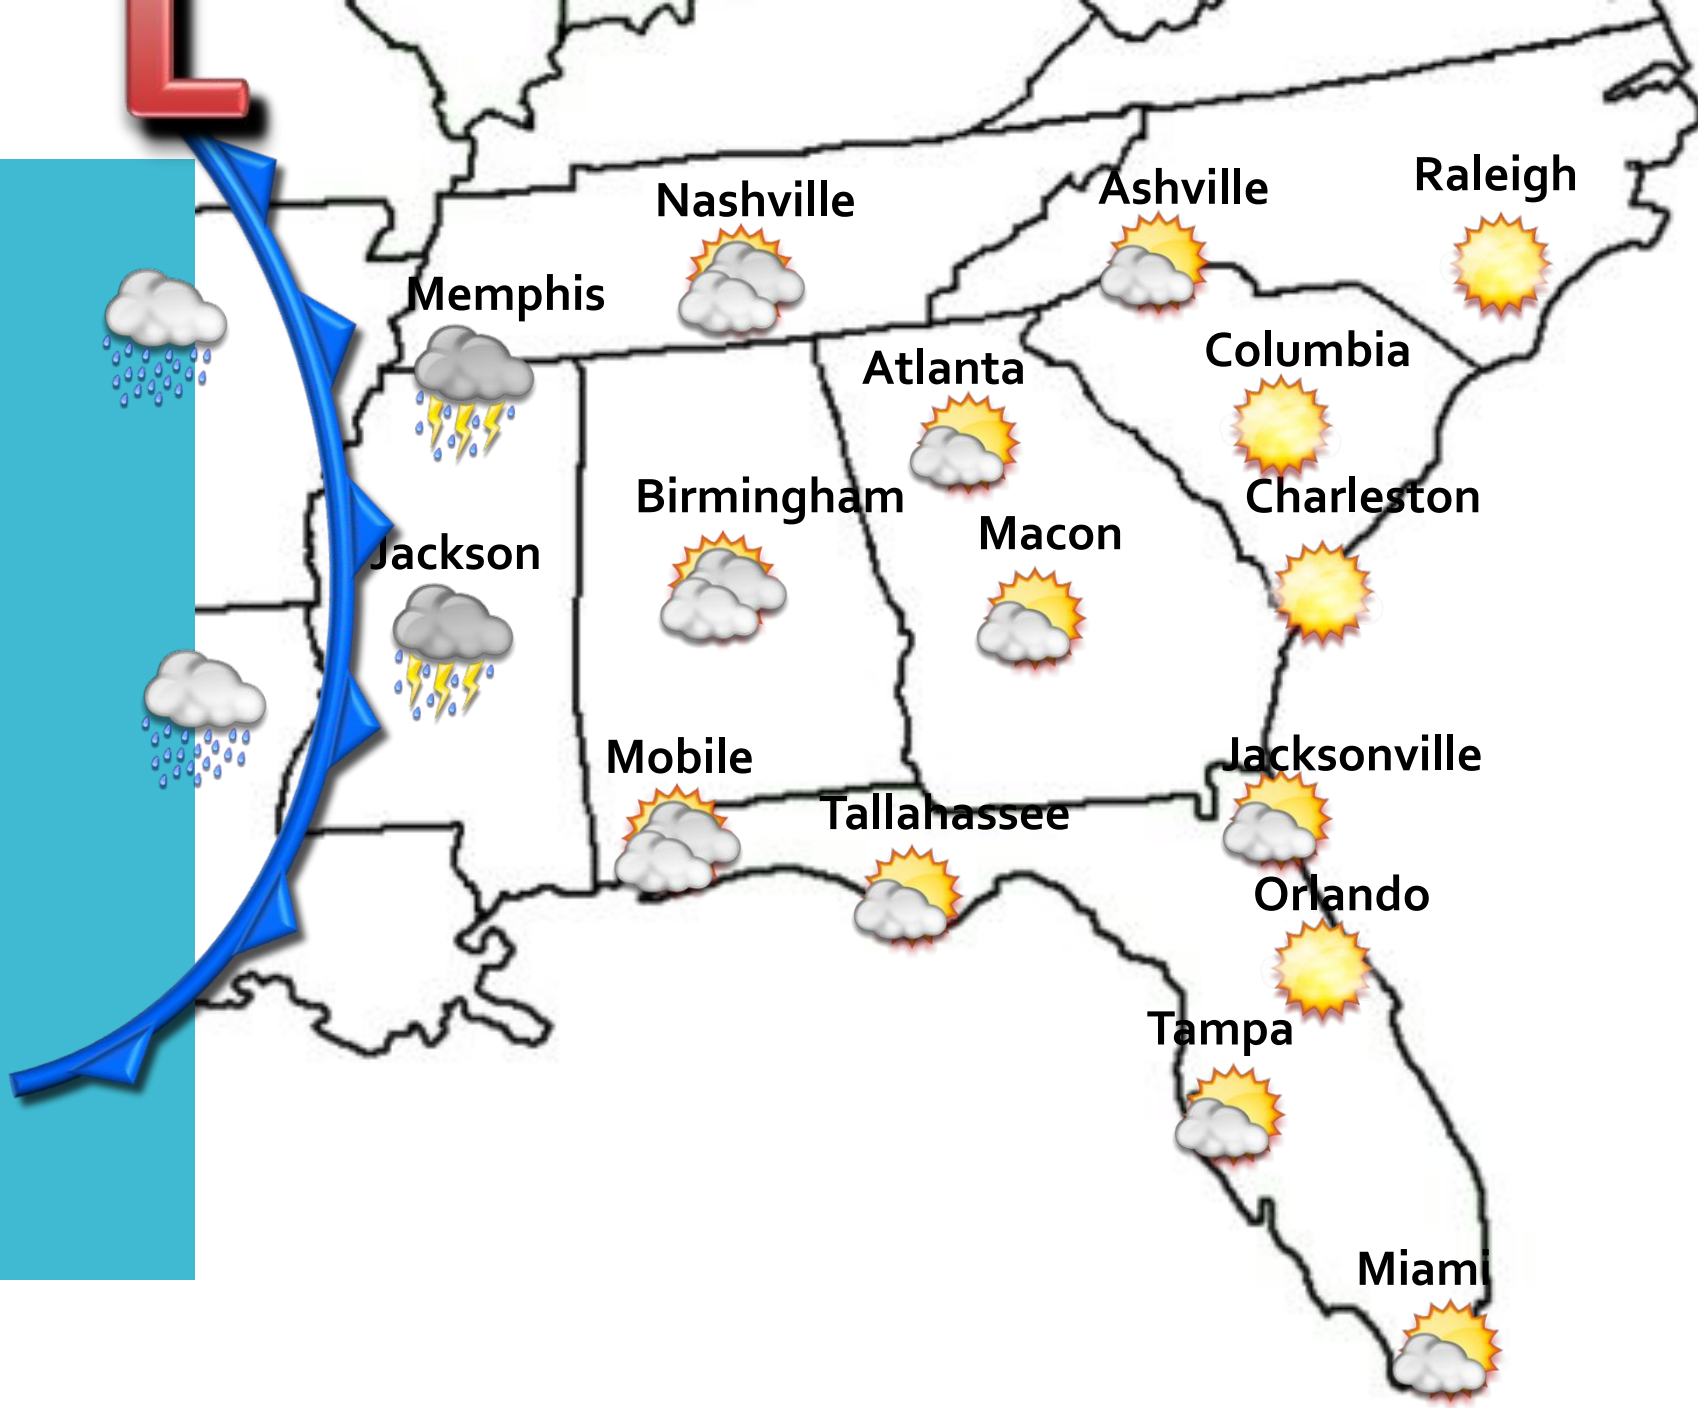 L
Nashville
Ashville
Raleigh
Memphis
Columbia
Atlanta
Birmingham
Charleston
Macon
Jackson
Mobile
Jacksonville
Tallahassee
Orlando
Tampa
Miami